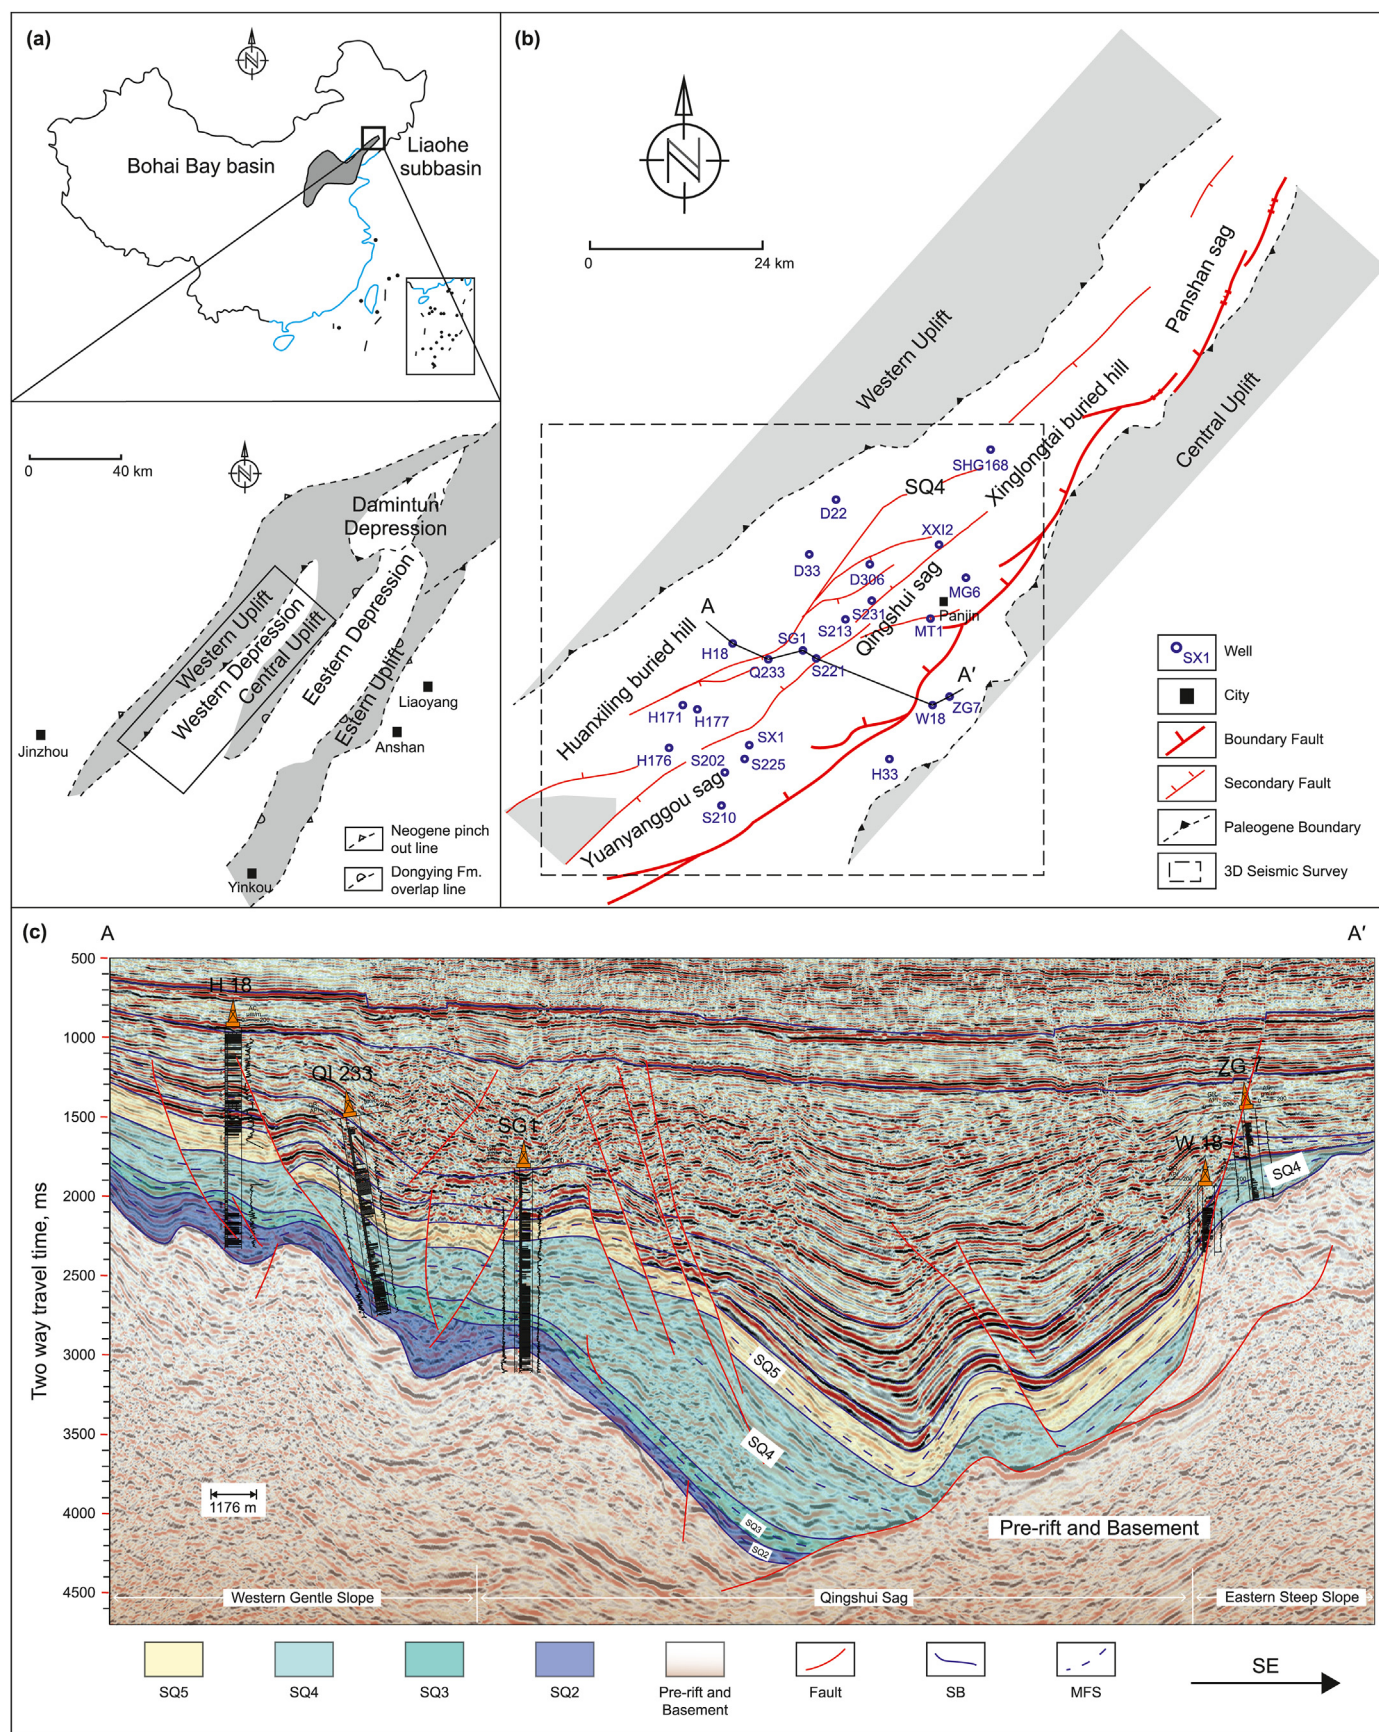 (a)
Bohai Bay basin
Liaohe
subbasin
0
40 km
Damintun
Depression
Western Uplift
Western Depression
Central Uplift
Eestern Depression
Estern Uplift
Liaoyang
Anshan
Jinzhou
Yinkou
Neogene pinch
out line
Dongying Fm.
overlap line
(b)
0
24 km
Western Uplift
Panshan sag
Central Uplift
Xinglongtai buried hill
SHG168
SQ4
D22
XXI2
D33
D306
MG6
Qingshui sag
S231
Panjin
S213
MT1
A
SG1
H18
Q233
S221
A′
Huanxiling buried hill
ZG7
W18
H171
H177
SX1
H176
S202
S225
H33
Yuanyanggou sag
S210
SX1
Well
City
Boundary Fault
Secondary Fault
Paleogene Boundary
3D Seismic Survey
(c)
A
A′
Two way travel time, ms
500
1000
1500
2000
2500
3000
3500
4000
4500
H 18
QI 233
SG1
ZG 7
W 18
SQ4
SQ5
SQ4
SQ3
SQ2
1176 m
Pre-rift and Basement
Western Gentle Slope
Qingshui Sag
Eastern Steep Slope
SQ5
SQ4
SQ3
SQ2
Pre-rift and
Basement
Fault
SB
MFS
SE